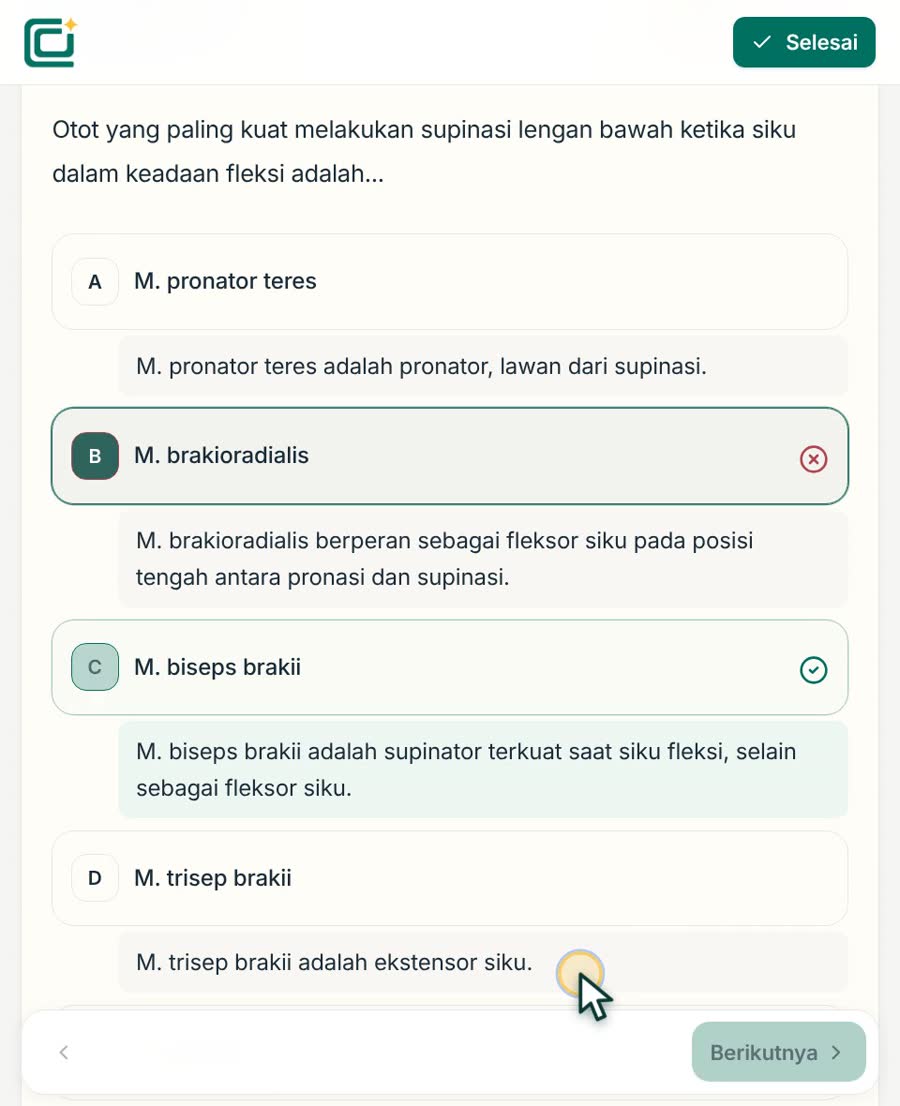 Selesai
Otot yang paling kuat melakukan supinasi lengan bawah ketika siku
dalam keadaan fleksi adalah...
A M. pronator teres
M. pronator teres adalah pronator, lawan dari supinasi.
B M. brakioradialis
M. brakioradialis berperan sebagai fleksor siku pada posisi
tengah antara pronasi dan supinasi.
C M. biseps brakii
M. biseps brakii adalah supinator terkuat saat siku fleksi, selain
sebagai fleksor siku.
D M. trisep brakii
M. trisep brakii adalah ekstensor siku.
Berikutnya